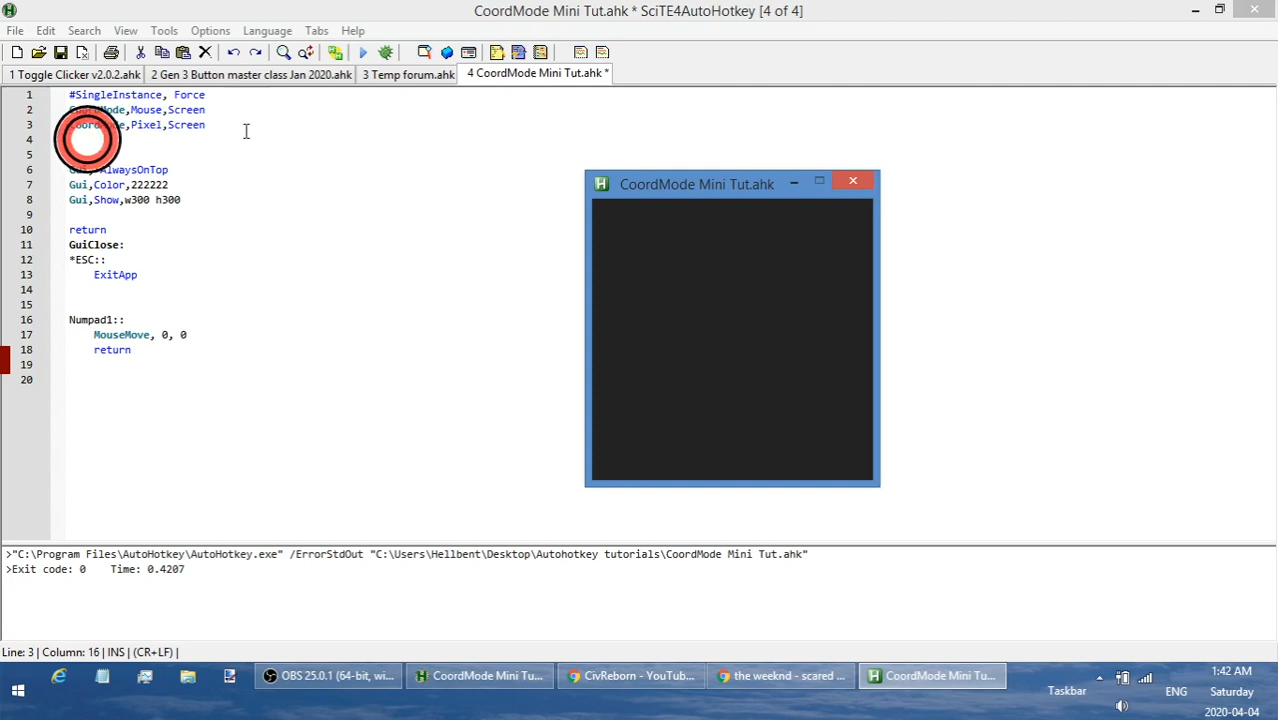 CoordMode Mini Tut.ahk * SciTE4AutoHotkey [4 of 4]
File Edit Search View Tools Options Language Tabs Help
1 Toggle Clicker v2.0.2.ahk 2 Gen 3 Button master class Jan 2020.ahk 3 Temp forum.ahk 4 CoordMode Mini Tut.ahk *
1 #SingleInstance, Force
2 ,Mouse,Screen
3 ,Pixel,Screen
4
5
6 AlwaysOnTop
7 Gui,Color,222222
8 Gui,Show,w300 h300
9
10 return
11 GuiClose:
12 *ESC::
13 ExitApp
14
15
16 Numpad1::
17 MouseMove, 0, 0
18 return
19
20
CoordMode Mini Tut.ahk
>"C:\Program Files\AutoHotkey\AutoHotkey.exe" /ErrorStdOut "C:\Users\Hellbent\Desktop\Autohotkey tutorials\CoordMode Mini Tut.ahk"
>Exit code: 0 Time: 0.4207
Line: 3 | Column: 16 | INS | (CR+LF) |
OBS 25.0.1 (64-bit, wi... CoordMode Mini Tu... CivReborn - YouTub... the weeknd - scared ... CoordMode Mini Tu...
Taskbar
ENG
1:42 AM
Saturday
2020-04-04